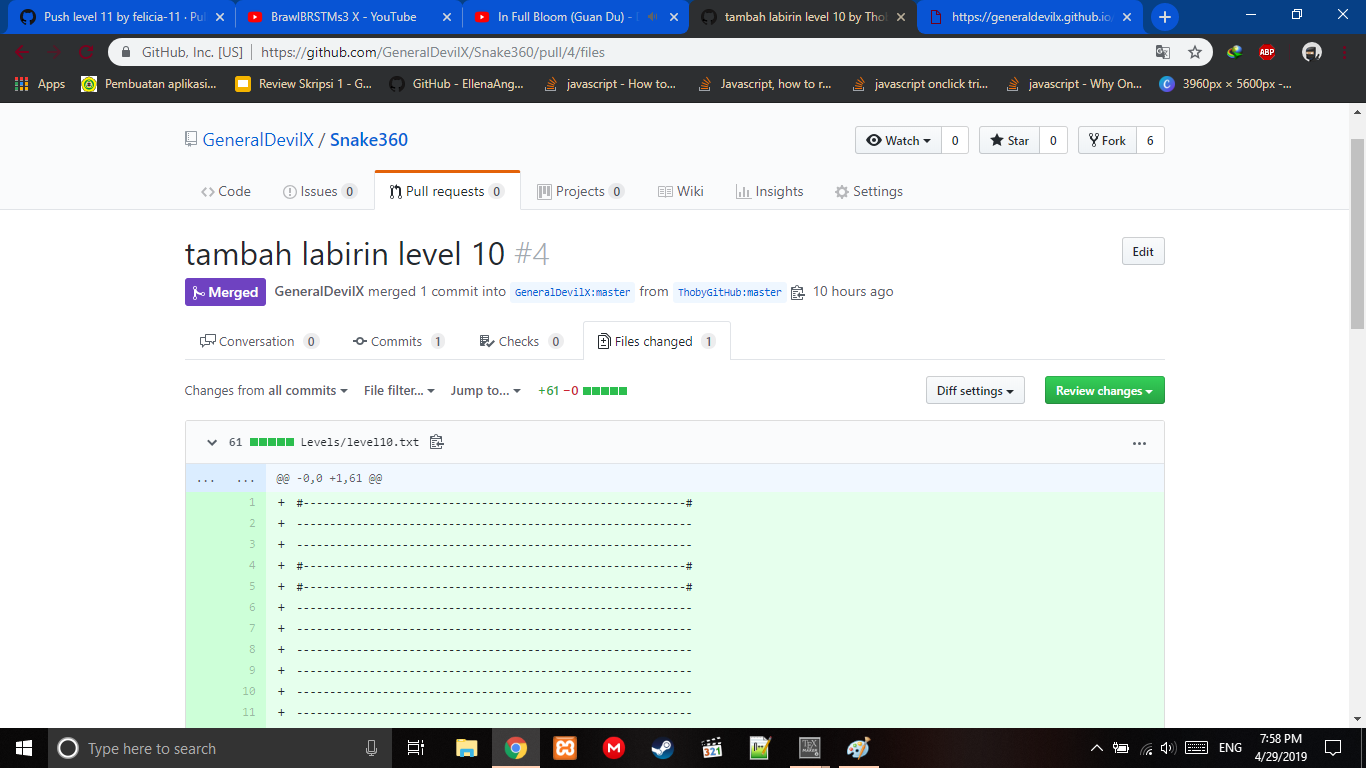 Push level 11 by felicia-11 · Pul
BrawlBRSTMs3 X - YouTube
In Full Bloom (Guan Du) -
tambah labirin level 10 by Thob
https://generaldevilx.github.io/
GitHub, Inc. [US] | https://github.com/GeneralDevilX/Snake360/pull/4/files
Apps
Pembuatan aplikasi...
Review Skripsi 1 - G...
GitHub - EllenaAng...
javascript - How to...
Javascript, how to r...
javascript onclick tri...
javascript - Why On...
3960px × 5600px -...
GeneralDevilX / Snake360
Watch 0
Star 0
Fork 6
Code
Issues 0
Pull requests 0
Projects 0
Wiki
Insights
Settings
tambah labirin level 10 #4
Edit
Merged
GeneralDevilX merged 1 commit into GeneralDevilX:master from ThobyGitHub:master 10 hours ago
Conversation 0
Commits 1
Checks 0
Files changed 1
Changes from all commits
File filter...
Jump to...
+61 −0
Diff settings
Review changes
61 Levels/level10.txt
...
... ... @@ -0,0 +1,61 @@
1 + #----------------------------------------------------------#
2 + ------------------------------------------------------------
3 + ------------------------------------------------------------
4 + #----------------------------------------------------------#
5 + #----------------------------------------------------------#
6 + ------------------------------------------------------------
7 + ------------------------------------------------------------
8 + ------------------------------------------------------------
9 + ------------------------------------------------------------
10 + ------------------------------------------------------------
11 + ------------------------------------------------------------
Type here to search
ENG
7:58 PM
4/29/2019